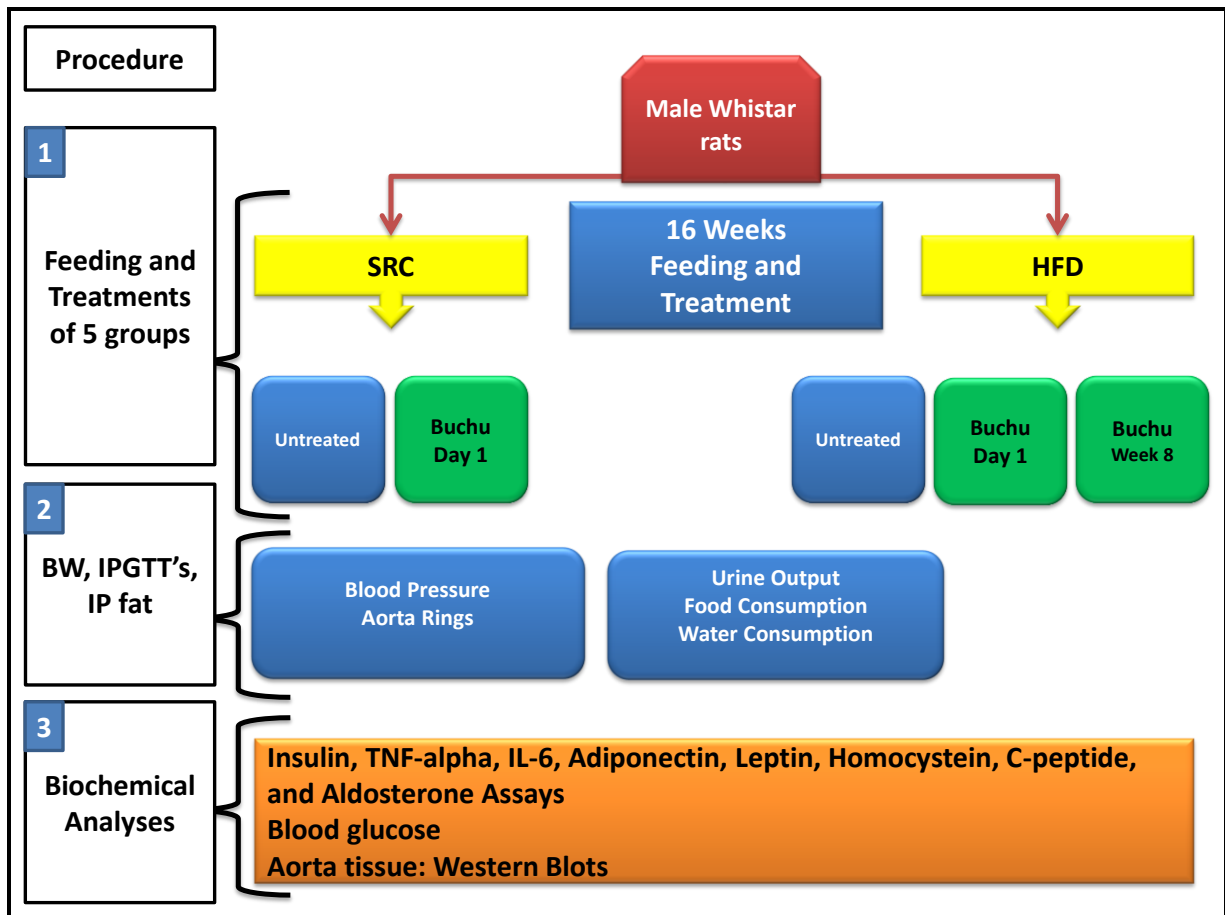 Procedure
Male Whistar
rats
1
Feeding and
Treatments
of 5 groups
SRC
16 Weeks
Feeding and
Treatment
HFD
Untreated
Buchu
Day 1
Untreated
Buchu
Day 1
Buchu
Week 8
2
BW, IPGTT’s,
IP fat
Blood Pressure
Aorta Rings
Urine Output
Food Consumption
Water Consumption
3
Biochemical
Analyses
Insulin, TNF-alpha, IL-6, Adiponectin, Leptin, Homocystein, C-peptide,
and Aldosterone Assays
Blood glucose
Aorta tissue: Western Blots